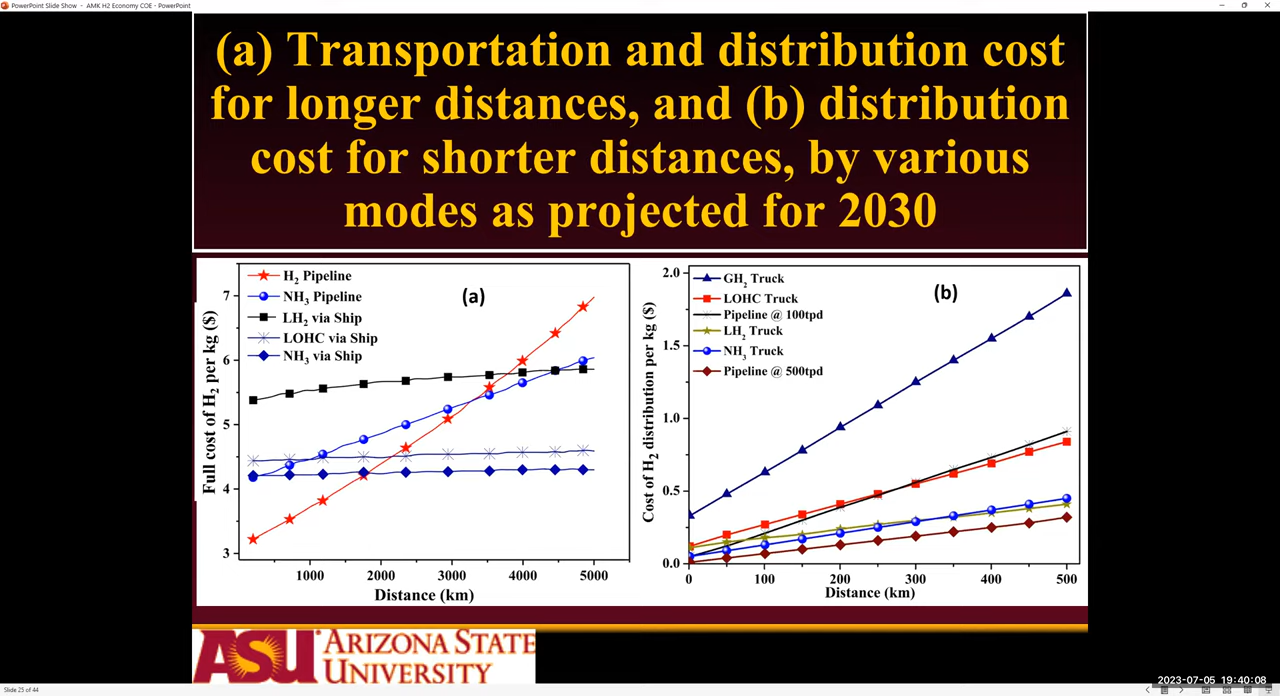 PowerPoint Slide Show - AMK H2 Economy COE - PowerPoint
(a) Transportation and distribution cost
for longer distances, and (b) distribution
cost for shorter distances, by various
modes as projected for 2030
(a)
H₂ Pipeline
NH₃ Pipeline
LH₂ via Ship
LOHC via Ship
NH₃ via Ship
Full cost of H₂ per kg ($)
7
6
5
4
3
1000 2000 3000 4000 5000
Distance (km)
(b)
GH₂ Truck
LOHC Truck
Pipeline @ 100tpd
LH₂ Truck
NH₃ Truck
Pipeline @ 500tpd
Cost of H₂ distribution per kg ($)
2.0
1.5
1.0
0.5
0.0
0 100 200 300 400 500
Distance (km)
ASU ARIZONA STATE
UNIVERSITY
2023-07-05 19:40:08
Slide 25 of 44